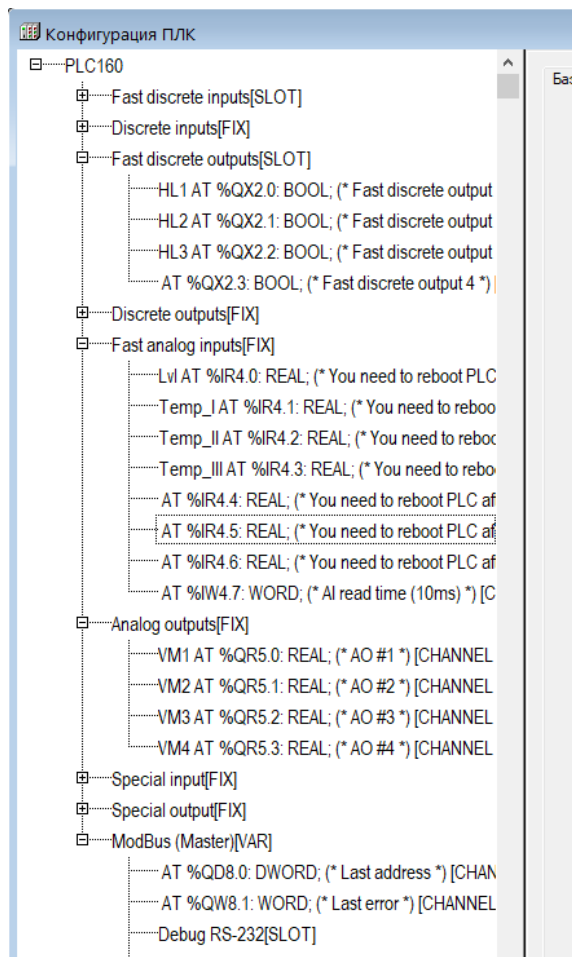 Конфигурация ПЛК
PLC160
Баз
Fast discrete inputs[SLOT]
Discrete inputs[FIX]
Fast discrete outputs[SLOT]
HL1 AT %QX2.0: BOOL; (* Fast discrete output
HL2 AT %QX2.1: BOOL; (* Fast discrete output
HL3 AT %QX2.2: BOOL; (* Fast discrete output
AT %QX2.3: BOOL; (* Fast discrete output 4 *) [
Discrete outputs[FIX]
Fast analog inputs[FIX]
Lvl AT %IR4.0: REAL; (* You need to reboot PLC
Temp_I AT %IR4.1: REAL; (* You need to reboo
Temp_II AT %IR4.2: REAL; (* You need to reboo
Temp_III AT %IR4.3: REAL; (* You need to rebo
AT %IR4.4: REAL; (* You need to reboot PLC af
AT %IR4.5: REAL; (* You need to reboot PLC af
AT %IR4.6: REAL; (* You need to reboot PLC af
AT %IW4.7: WORD; (* AI read time (10ms) *) [C
Analog outputs[FIX]
VM1 AT %QR5.0: REAL; (* AO #1 *) [CHANNEL
VM2 AT %QR5.1: REAL; (* AO #2 *) [CHANNEL
VM3 AT %QR5.2: REAL; (* AO #3 *) [CHANNEL
VM4 AT %QR5.3: REAL; (* AO #4 *) [CHANNEL
Special input[FIX]
Special output[FIX]
ModBus (Master)[VAR]
AT %QD8.0: DWORD; (* Last address *) [CHAN
AT %QW8.1: WORD; (* Last error *) [CHANNEL
Debug RS-232[SLOT]